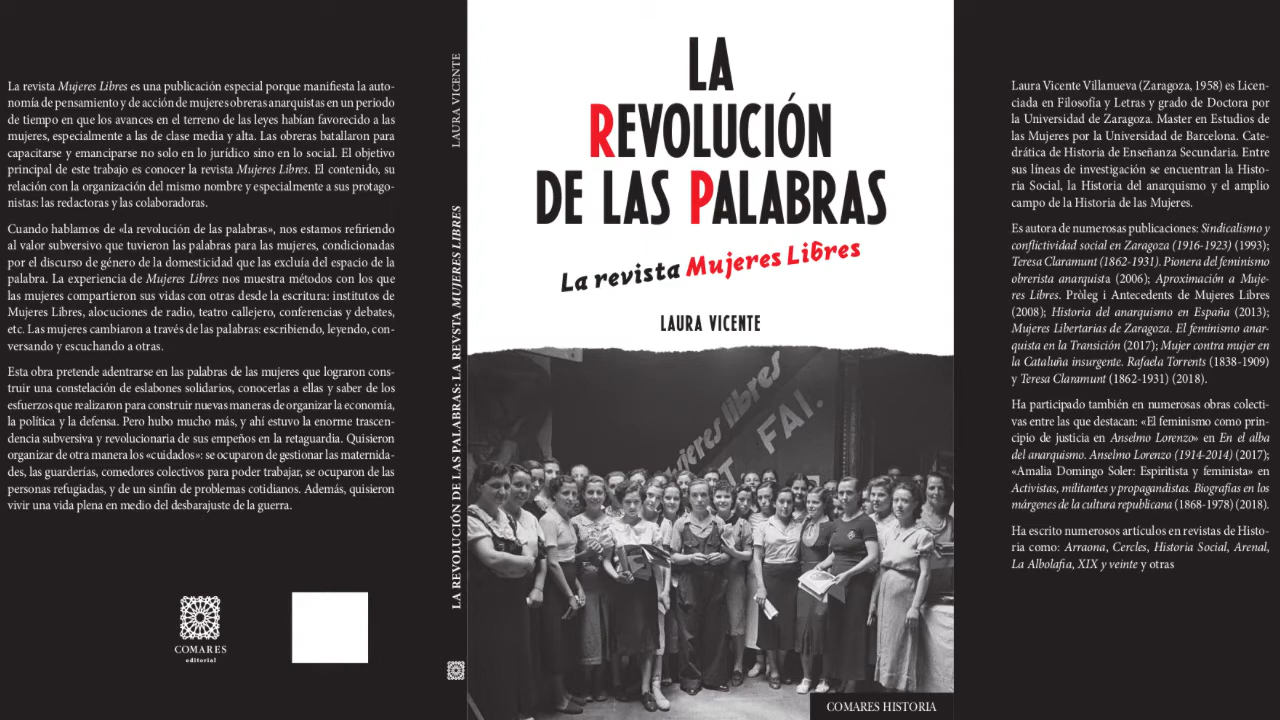 La revista Mujeres Libres es una publicación especial porque manifiesta la auto-
nomía de pensamiento y de acción de mujeres obreras anarquistas en un periodo
de tiempo en que los avances en el terreno de las leyes habían favorecido a las
mujeres, especialmente a las de clase media y alta. Las obreras batallaron para
capacitarse y emanciparse no solo en lo jurídico sino en lo social. El objetivo
principal de este trabajo es conocer la revista Mujeres Libres. El contenido, su
relación con la organización del mismo nombre y especialmente a sus protago-
nistas: las redactoras y las colaboradoras.
Cuando hablamos de «la revolución de las palabras», nos estamos refiriendo
al valor subversivo que tuvieron las palabras para las mujeres, condicionadas
por el discurso de género de la domesticidad que las excluía del espacio de la
palabra. La experiencia de Mujeres Libres nos muestra métodos con los que
las mujeres compartieron sus vidas con otras desde la escritura: institutos de
Mujeres Libres, alocuciones de radio, teatro callejero, conferencias y debates,
etc. Las mujeres cambiaron a través de las palabras: escribiendo, leyendo, con-
versando y escuchando a otras.
Esta obra pretende adentrarse en las palabras de las mujeres que lograron cons-
truir una constelación de eslabones solidarios, conocerlas a ellas y saber de los
esfuerzos que realizaron para construir nuevas maneras de organizar la economía,
la política y la defensa. Pero hubo mucho más, y ahí estuvo la enorme trascen-
dencia subversiva y revolucionaria de sus empeños en la retaguardia. Quisieron
organizar de otra manera los «cuidados»: se ocuparon de gestionar las maternida-
des, las guarderías, comedores colectivos para poder trabajar, se ocuparon de las
personas refugiadas, y de un sinfín de problemas cotidianos. Además, quisieron
vivir una vida plena en medio del desbarajuste de la guerra.
COMARES
editorial
LAURA VICENTE
LA REVOLUCIÓN DE LAS PALABRAS: LA REVSTA MUJERES LIBRES
LA
REVOLUCIÓN
DE LAS PALABRAS
La revista Mujeres Libres
LAURA VICENTE
Mujeres libres
T. FAI.
COMARES HISTORIA
Laura Vicente Villanueva (Zaragoza, 1958) es Licen-
ciada en Filosofía y Letras y grado de Doctora por
la Universidad de Zaragoza. Master en Estudios de
las Mujeres por la Universidad de Barcelona. Cate-
drática de Historia de Enseñanza Secundaria. Entre
sus líneas de investigación se encuentran la Histo-
ria Social, la Historia del anarquismo y el amplio
campo de la Historia de las Mujeres.
Es autora de numerosas publicaciones: Sindicalismo y
conflictividad social en Zaragoza (1916-1923) (1993);
Teresa Claramunt (1862-1931). Pionera del feminismo
obrerista anarquista (2006); Aproximación a Muje-
res Libres. Pròleg i Antecedents de Mujeres Libres
(2008); Historia del anarquismo en España (2013);
Mujeres Libertarias de Zaragoza. El feminismo anar-
quista en la Transición (2017); Mujer contra mujer en
la Cataluña insurgente. Rafaela Torrents (1838-1909)
y Teresa Claramunt (1862-1931) (2018).
Ha participado también en numerosas obras colecti-
vas entre las que destacan: «El feminismo como prin-
cipio de justicia en Anselmo Lorenzo» en En el alba
del anarquismo. Anselmo Lorenzo (1914-2014) (2017);
«Amalia Domingo Soler: Espiritista y feminista» en
Activistas, militantes y propagandistas. Biografías en los
márgenes de la cultura republicana (1868-1978) (2018).
Ha escrito numerosos artículos en revistas de Histo-
ria como: Arraona, Cercles, Historia Social, Arenal,
La Albolafia, XIX y veinte y otras